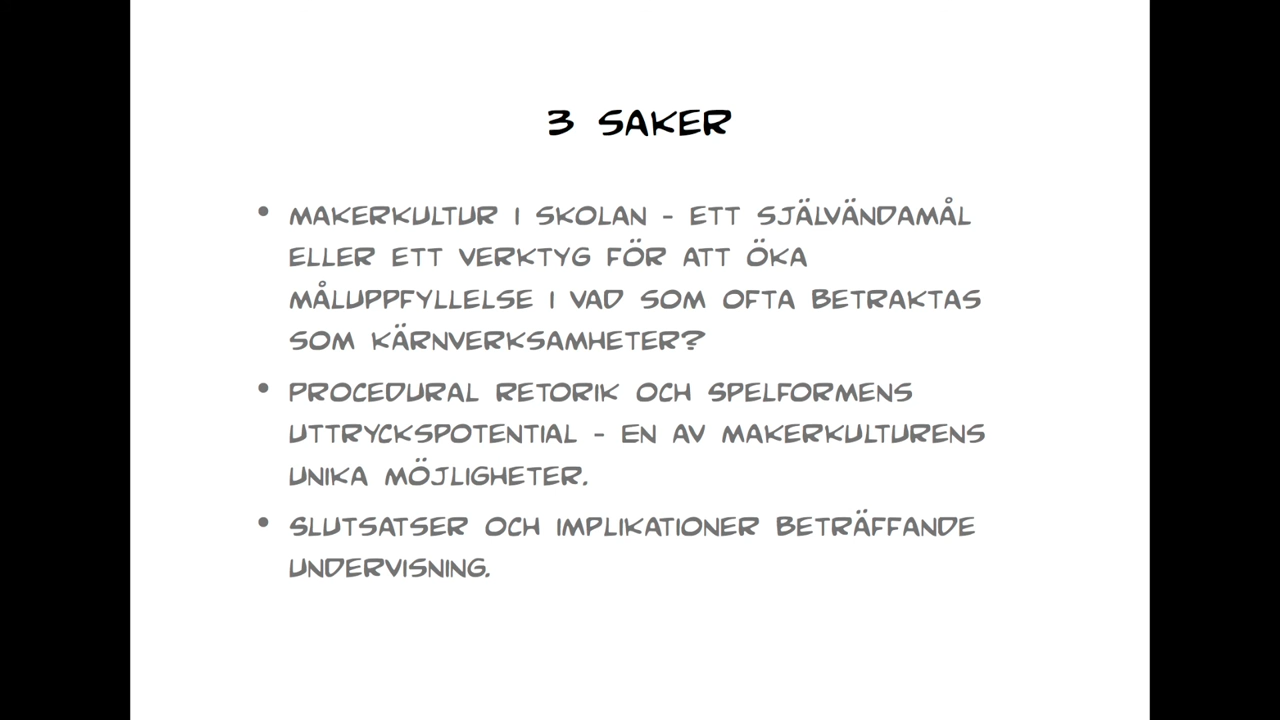 3 SAKER
• MAKERKULTUR I SKOLAN - ETT SJÄLVÄNDAMÅL
ELLER ETT VERKTYG FÖR ATT ÖKA
MÅLUPPFYLLELSE I VAD SOM OFTA BETRAKTAS
SOM KÄRNVERKSAMHETER?
• PROCEDURAL RETORIK OCH SPELFORMENS
UTTRYCKSPOTENTIAL - EN AV MAKERKULTURENS
UNIKA MÖJLIGHETER.
• SLUTSATSER OCH IMPLIKATIONER BETRÄFFANDE
UNDERVISNING.